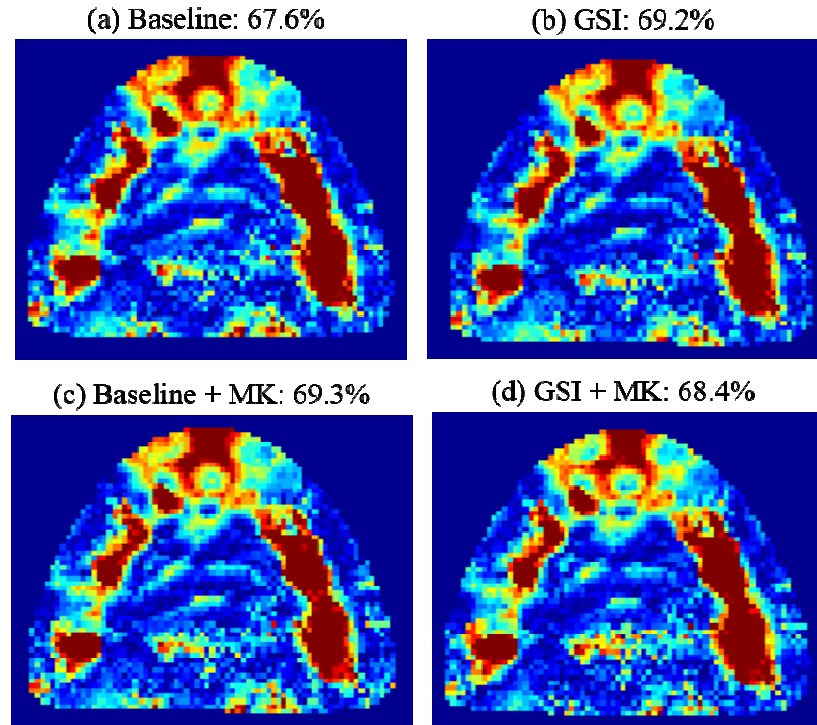 (a) Baseline: 67.6%
(b) GSI: 69.2%
(c) Baseline + MK: 69.3%
(d) GSI + MK: 68.4%